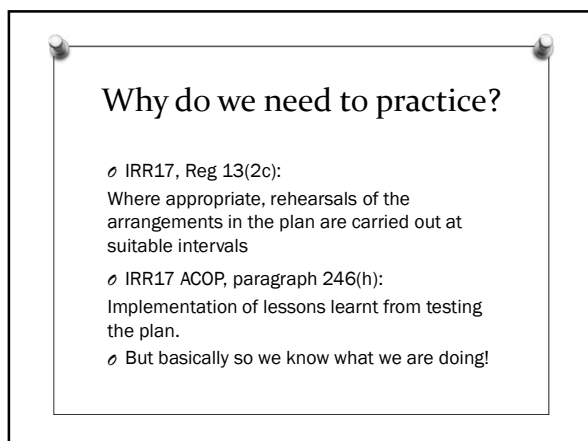 Why do we need to practice?
IRR17, Reg 13(2c):
Where appropriate, rehearsals of the
arrangements in the plan are carried out at
suitable intervals
IRR17 ACOP, paragraph 246(h):
Implementation of lessons learnt from testing
the plan.
But basically so we know what we are doing!